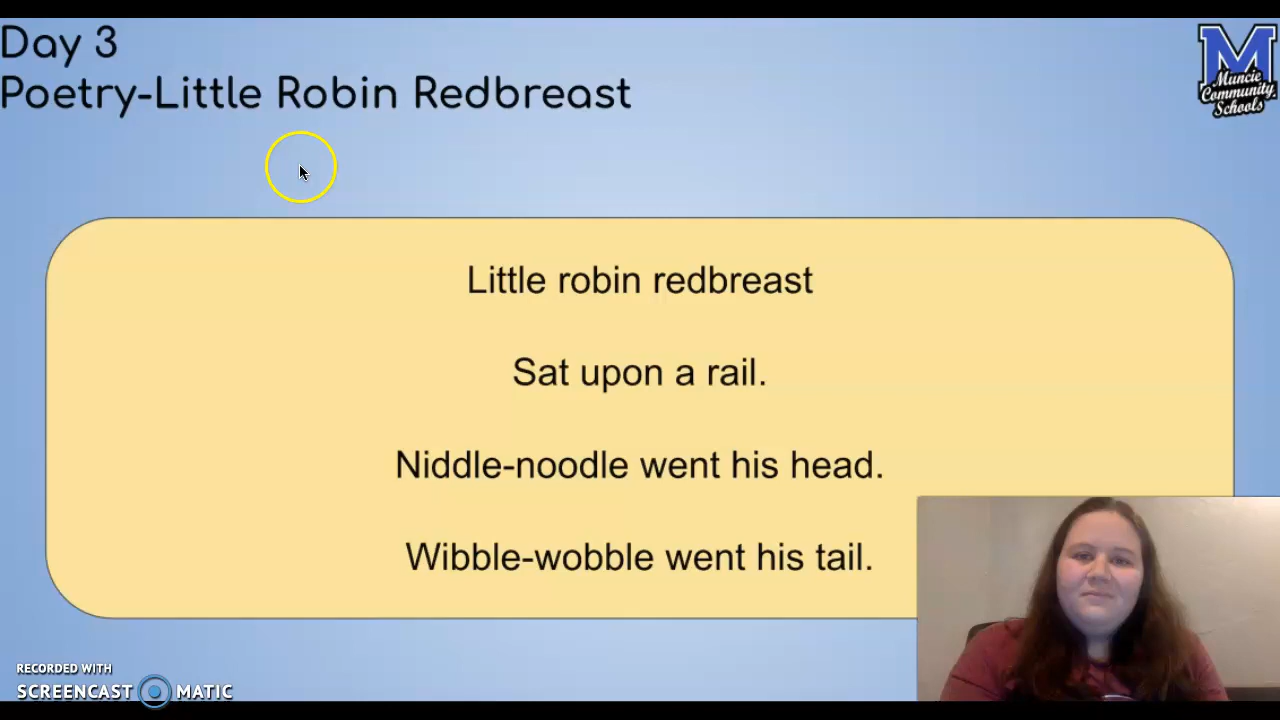 Day 3
Poetry-Little Robin Redbreast
M
Muncie
Community
Schools
Little robin redbreast
Sat upon a rail.
Niddle-noodle went his head.
Wibble-wobble went his tail.
RECORDED WITH
SCREENCAST MATIC